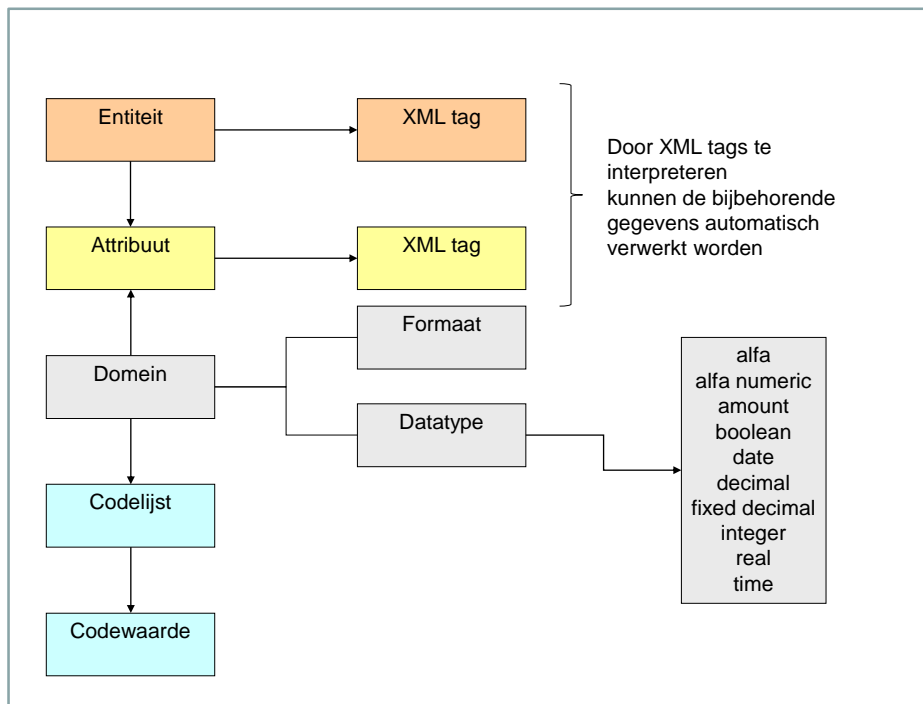 Entiteit
XML tag
Door XML tags te
interpreteren
kunnen de bijbehorende
gegevens automatisch
verwerkt worden
Attribuut
XML tag
Formaat
Domein
Datatype
alfa
alfa numeric
amount
boolean
date
decimal
fixed decimal
integer
real
time
Codelijst
Codewaarde